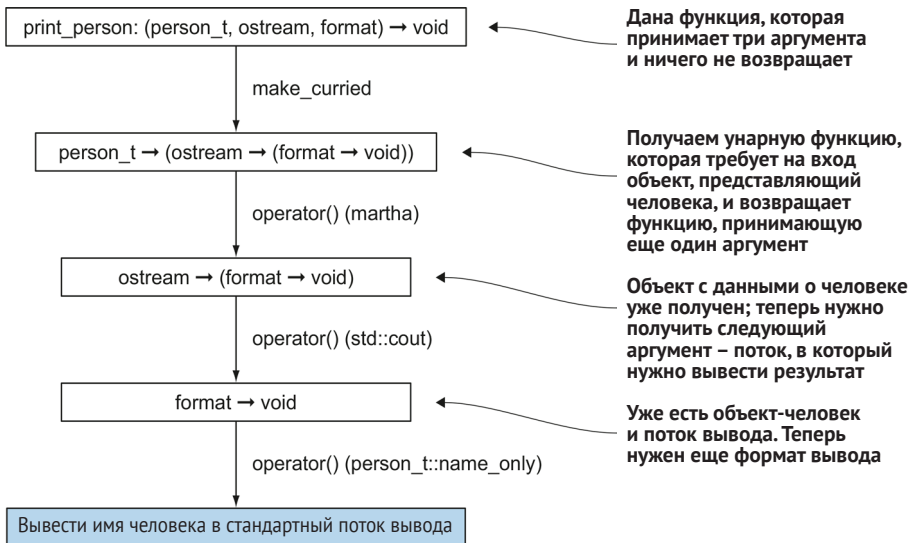 print_person: (person_t, ostream, format) → void
Дана функция, которая
принимает три аргумента
и ничего не возвращает
make_curried
person_t → (ostream → (format → void))
Получаем унарную функцию,
которая требует на вход
объект, представляющий
человека, и возвращает
функцию, принимающую
еще один аргумент
operator() (martha)
ostream → (format → void)
Объект с данными о человеке
уже получен; теперь нужно
получить следующий
аргумент – поток, в который
нужно вывести результат
operator() (std::cout)
format → void
Уже есть объект-человек
и поток вывода. Теперь
нужен еще формат вывода
operator() (person_t::name_only)
Вывести имя человека в стандартный поток вывода